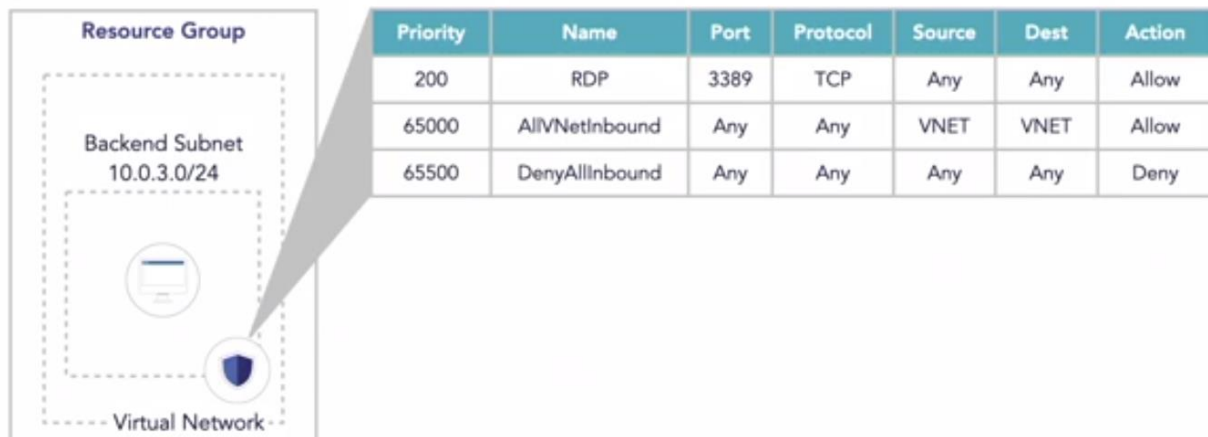 Resource Group
Backend Subnet
10.0.3.0/24
Virtual Network
Priority Name Port Protocol Source Dest Action
200 RDP 3389 TCP Any Any Allow
65000 AllVNetInbound Any Any VNET VNET Allow
65500 DenyAllInbound Any Any Any Any Deny